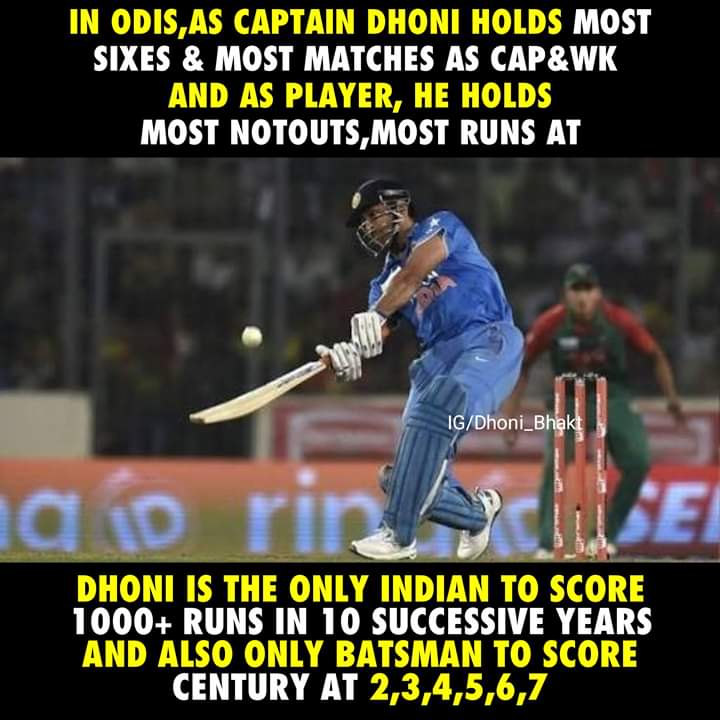 IN ODIS,AS CAPTAIN DHONI HOLDS MOST
SIXES & MOST MATCHES AS CAP&WK
AND AS PLAYER, HE HOLDS
MOST NOTOUTS,MOST RUNS AT
IG/Dhoni_Bhakt
DHONI IS THE ONLY INDIAN TO SCORE
1000+ RUNS IN 10 SUCCESSIVE YEARS
AND ALSO ONLY BATSMAN TO SCORE
CENTURY AT 2,3,4,5,6,7